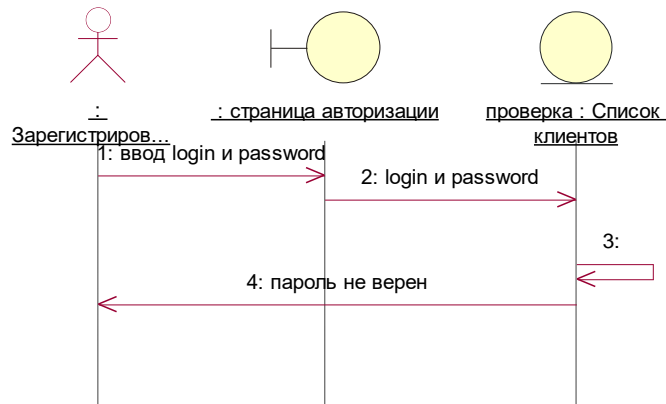 :
Зарегистриров...
: страница авторизации
проверка : Список
клиентов
1: ввод login и password
2: login и password
3:
4: пароль не верен